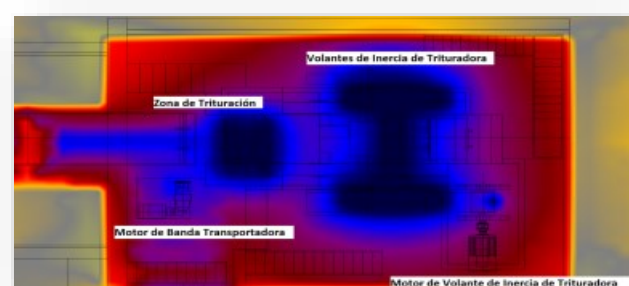 Volantes de Inercia de Trituradora
Zona de Trituración
Motor de Banda Transportadora
Motor de Volante de Inercia de Trituradora